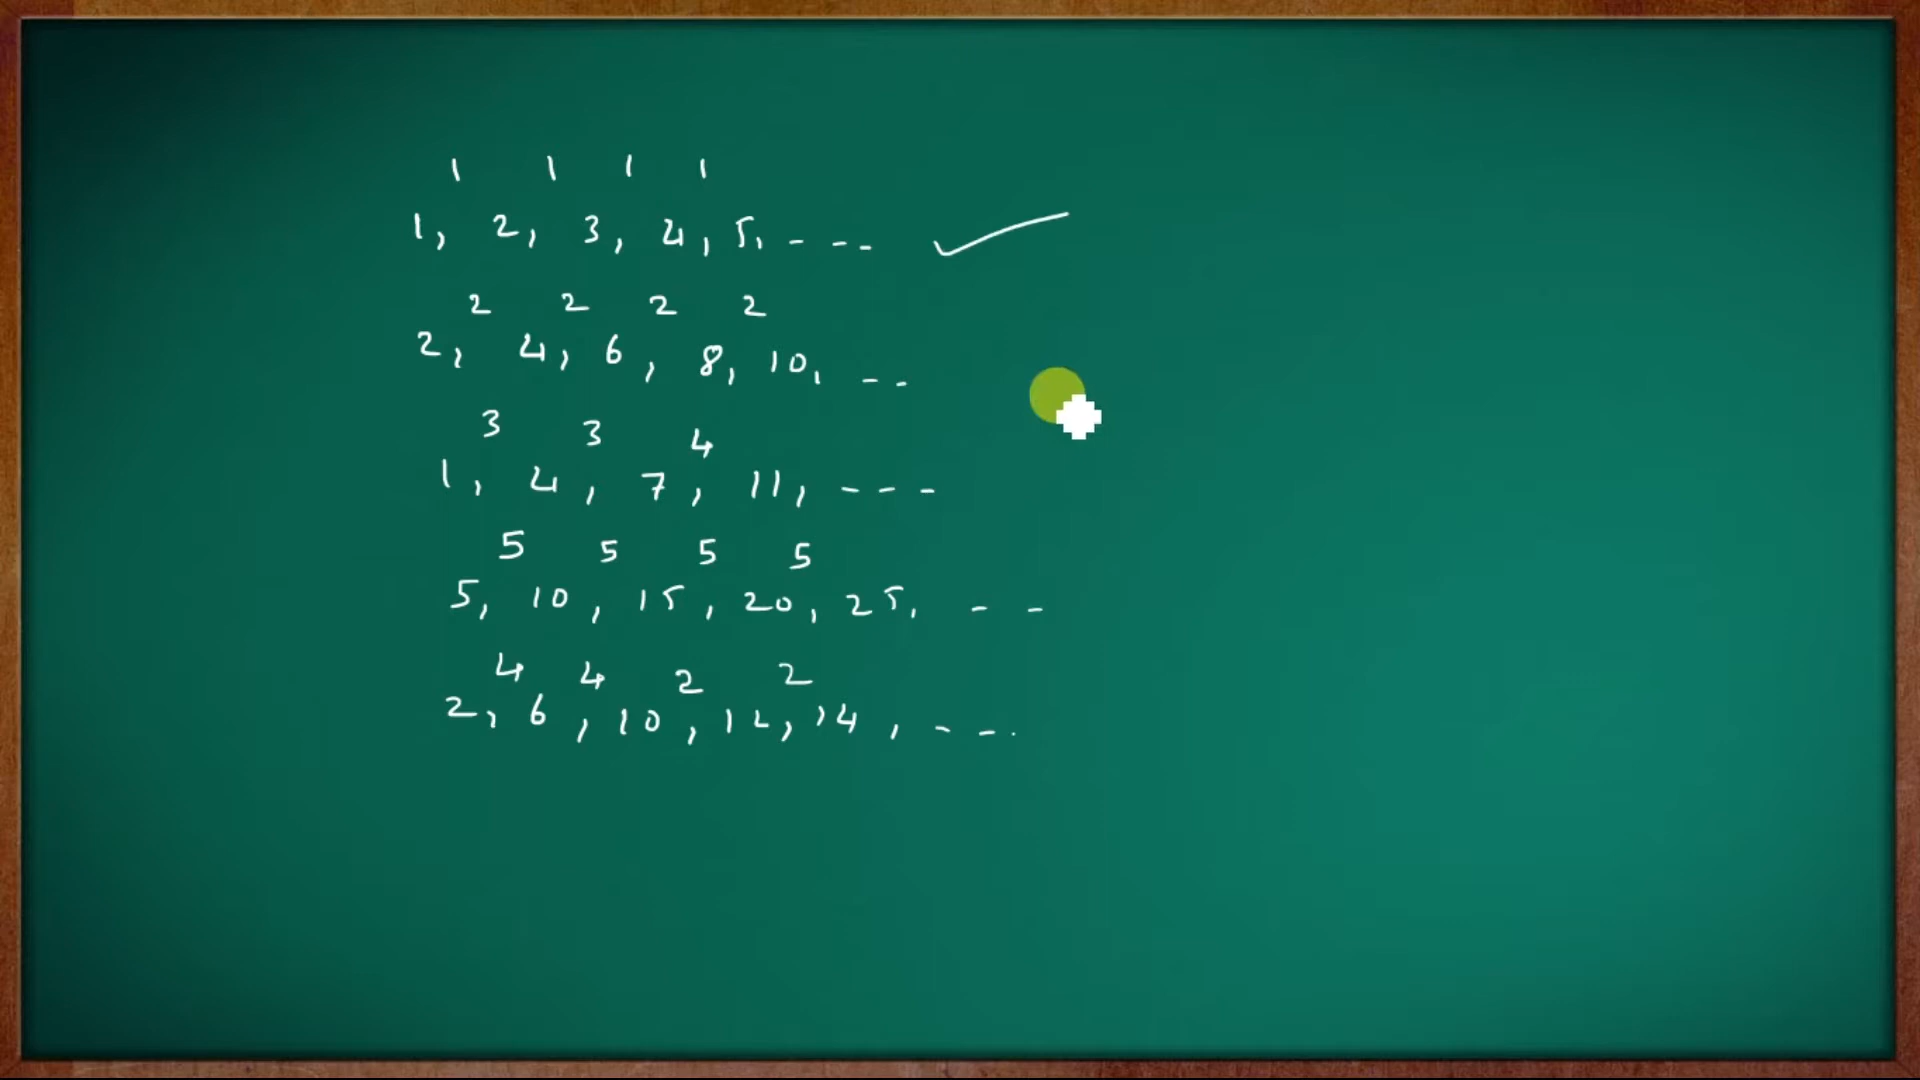 1 1 1 1
1, 2, 3, 4, 5, - - -
2 2 2 2
2, 4, 6, 8, 10, - -
3 3 4
1, 4, 7, 11, - - -
5 5 5 5
5, 10, 15, 20, 25, - -
4 4 2 2
2, 6, 10, 12, 14, - - .